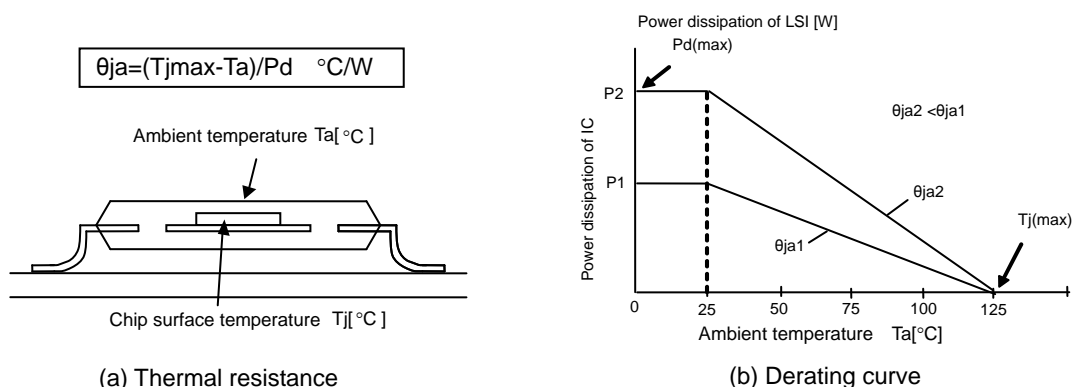 θja=(Tjmax-Ta)/Pd °C/W
Ambient temperature Ta[°C]
Chip surface temperature Tj[°C]
(a) Thermal resistance
Power dissipation of LSI [W]
Pd(max)
P2
P1
Power dissipation of IC
θja2 <θja1
θja2
θja1
Tj(max)
0 25 50 75 100 125
Ambient temperature Ta[°C]
(b) Derating curve